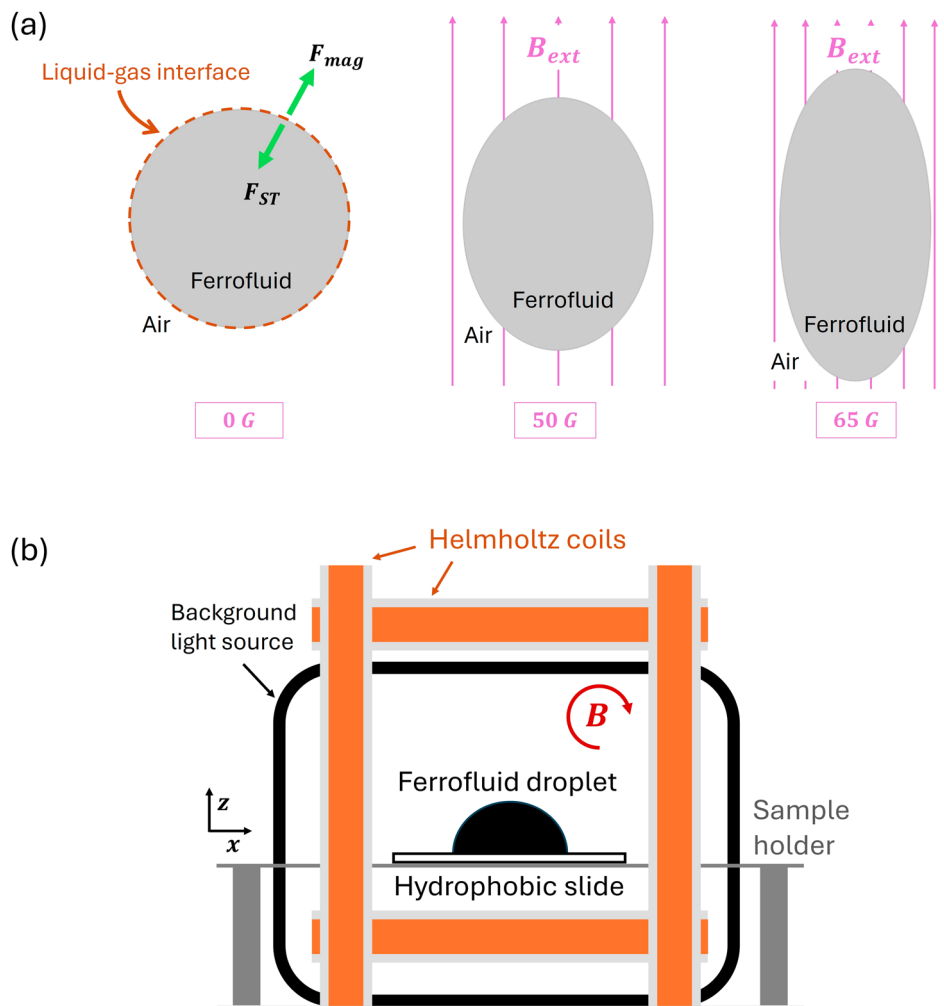 (a)
F_mag
Liquid-gas interface
F_ST
Ferrofluid
Air
0 G
B_ext
Ferrofluid
Air
50 G
B_ext
Ferrofluid
Air
65 G
(b)
Helmholtz coils
Background
light source
B
Ferrofluid droplet
z
x
Sample
holder
Hydrophobic slide